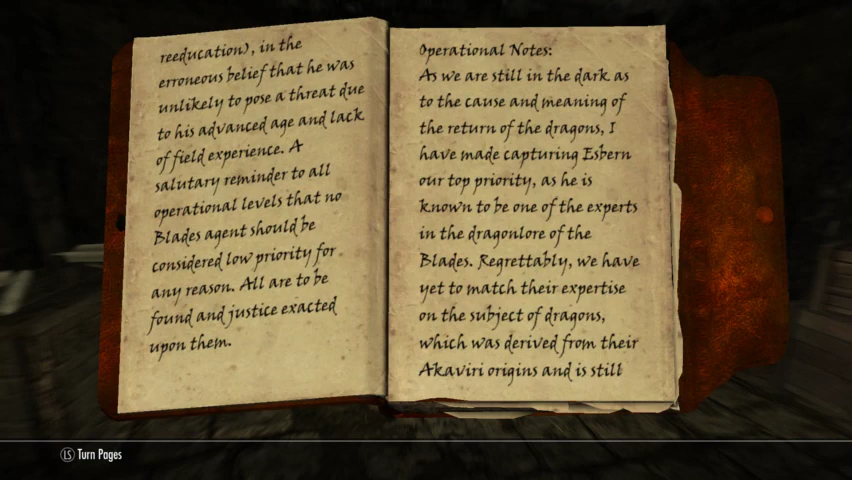 reeducation), in the
erroneous belief that he was
unlikely to pose a threat due
to his advanced age and lack
of field experience. A
salutary reminder to all
operational levels that no
Blades agent should be
considered low priority for
any reason. All are to be
found and justice exacted
upon them.
Operational Notes:
As we are still in the dark as
to the cause and meaning of
the return of the dragons, I
have made capturing Esbern
our top priority, as he is
known to be one of the experts
in the dragonlore of the
Blades. Regrettably, we have
yet to match their expertise
on the subject of dragons,
which was derived from their
Akaviri origins and is still
LS Turn Pages